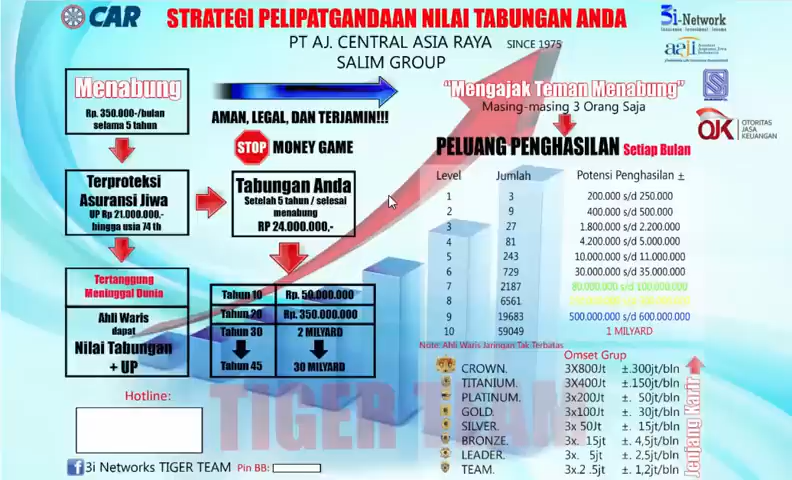 CAR
STRATEGI PELIPATGANDAAN NILAI TABUNGAN ANDA
PT AJ. CENTRAL ASIA RAYA SINCE 1975
SALIM GROUP
3i-Network
aaji
OJK OTORITAS
JASA
KEUANGAN
Menabung
Rp. 350.000-/bulan
selama 5 tahun
AMAN, LEGAL, DAN TERJAMIN!!!
STOP MONEY GAME
"Mengajak Teman Menabung"
Masing-masing 3 Orang Saja
Terproteksi
Asuransi Jiwa
UP Rp 21.000.000,-
hingga usia 74 th
Tabungan Anda
Setelah 5 tahun / selesai
menabung
RP 24.000.000,-
Tertanggung
Meninggal Dunia
Ahli Waris
dapat
Nilai Tabungan
+ UP
Tahun 10 Rp. 50.000.000
Tahun 20 Rp. 350.000.000
Tahun 30 2 MILYARD
Tahun 45 30 MILYARD
PELUANG PENGHASILAN Setiap Bulan
Level Jumlah Potensi Penghasilan ±
1 3 200.000 s/d 250.000
2 9 400.000 s/d 500.000
3 27 1.800.000 s/d 2.200.000
4 81 4.200.000 s/d 5.000.000
5 243 10.000.000 s/d 11.000.000
6 729 30.000.000 s/d 35.000.000
7 2187 80.000.000 s/d 100.000.000
8 6561
9 19683 500.000.000 s/d 600.000.000
10 59049 1 MILYARD
Note: Ahli Waris Jaringan Tak Terbatas
Omset Grup
CROWN. 3X800Jt ±.300jt/bln
TITANIUM. 3X400Jt ±.150jt/bln
PLATINUM. 3x200Jt ±. 50jt/bln
GOLD. 3x100Jt ±. 30jt/bln
SILVER. 3x 50Jt ±. 15jt/bln
BRONZE. 3x. 15jt ±. 4,5jt/bln
LEADER. 3x. 5jt ±. 2,5jt/bln
TEAM. 3x.2 .5jt ±. 1,2jt/bln
Jenjang Karir
TIGER TEAM
Hotline:
3i Networks TIGER TEAM Pin BB: